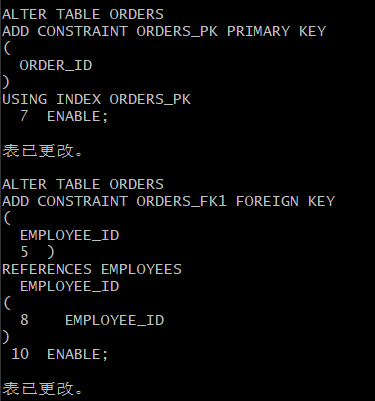 ALTER TABLE ORDERS
ADD CONSTRAINT ORDERS_PK PRIMARY KEY
(
  ORDER_ID
)
USING INDEX ORDERS_PK
  7  ENABLE;

表已更改。

ALTER TABLE ORDERS
ADD CONSTRAINT ORDERS_FK1 FOREIGN KEY
(
  EMPLOYEE_ID
  5  )
REFERENCES EMPLOYEES
  EMPLOYEE_ID
(
  8    EMPLOYEE_ID
)
 10  ENABLE;

表已更改。